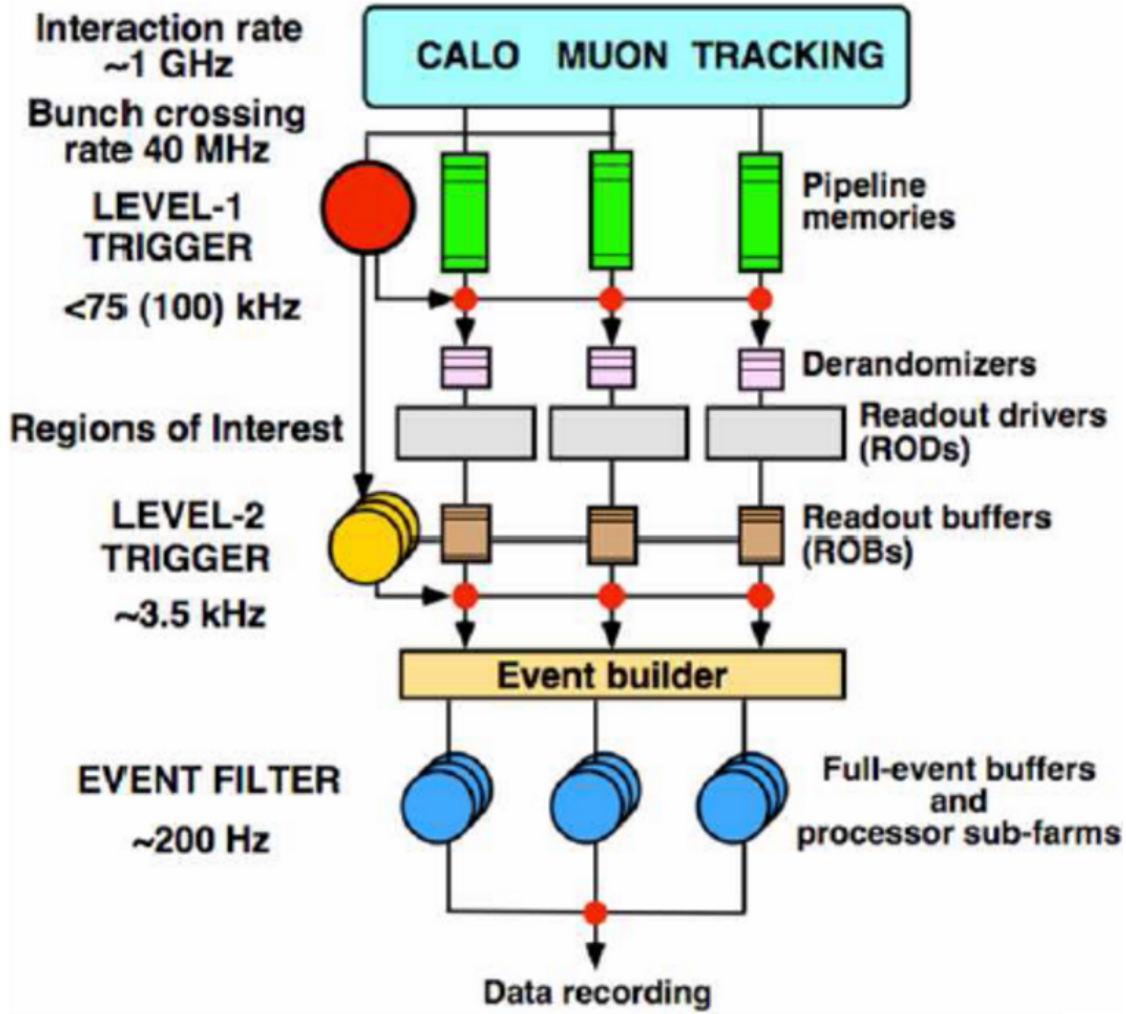 Interaction rate
~1 GHz
CALO MUON TRACKING
Bunch crossing
rate 40 MHz
LEVEL-1
TRIGGER
Pipeline
memories
<75 (100) kHz
Derandomizers
Regions of Interest
Readout drivers
(RODs)
LEVEL-2
TRIGGER
Readout buffers
(ROBs)
~3.5 kHz
Event builder
EVENT FILTER
~200 Hz
Full-event buffers
and
processor sub-farms
Data recording